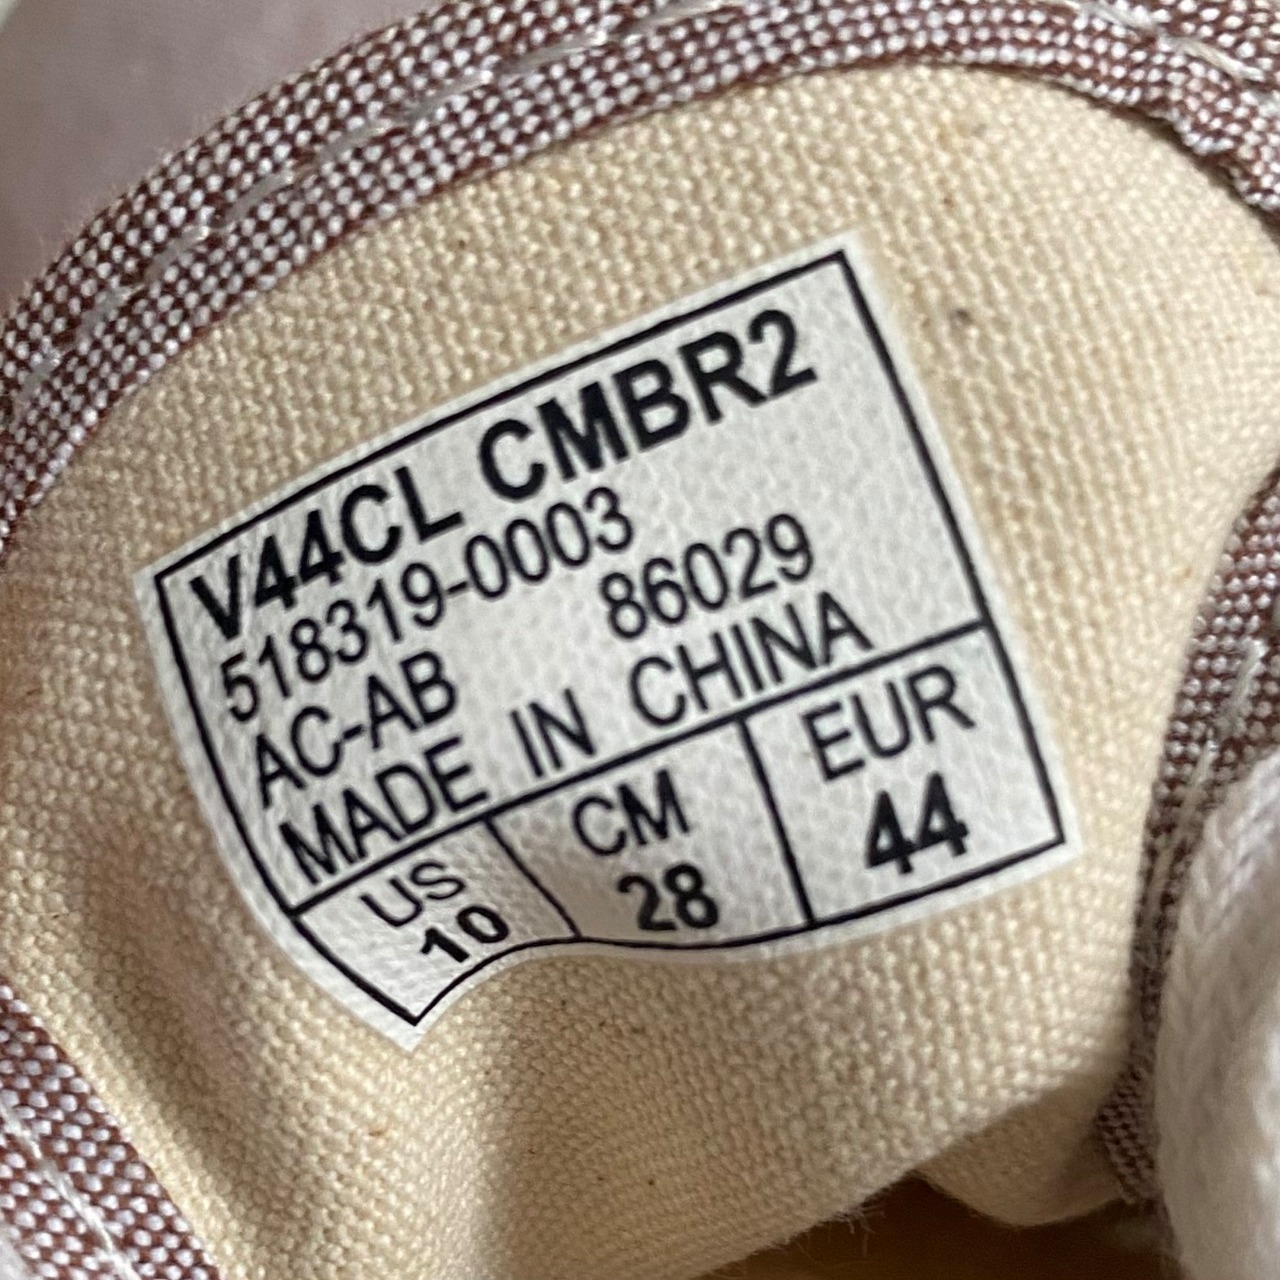 V44CL CMBR2
518319-0003
AC-AB 86029
MADE IN CHINA
US CM EUR
10 28 44